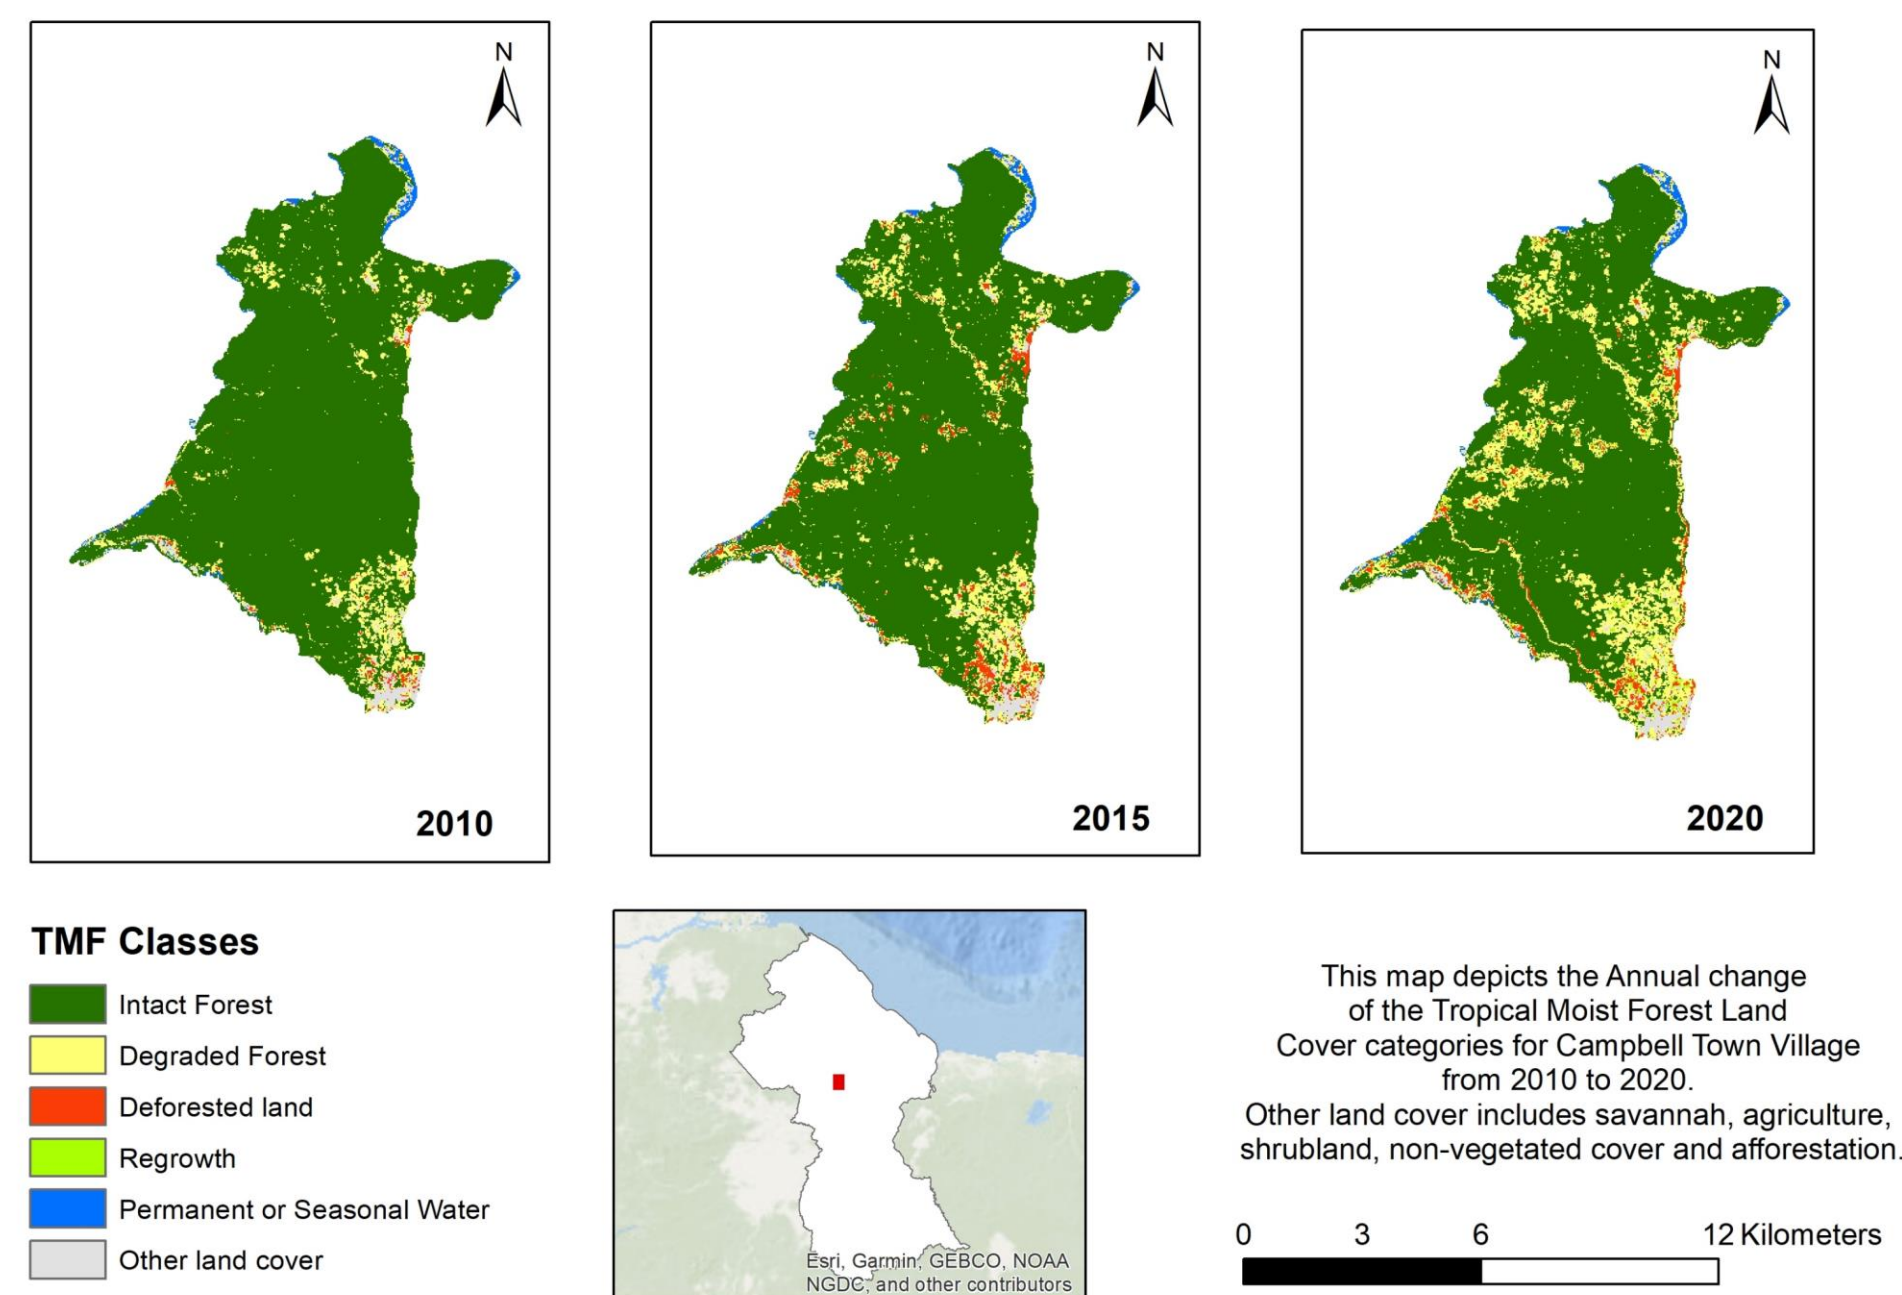 N
N
N
2010
2015
2020
TMF Classes
Intact Forest
Degraded Forest
Deforested land
Regrowth
Permanent or Seasonal Water
Other land cover
Esri, Garmin, GEBCO, NOAA
NGDC, and other contributors
This map depicts the Annual change
of the Tropical Moist Forest Land
Cover categories for Campbell Town Village
from 2010 to 2020.
Other land cover includes savannah, agriculture,
shrubland, non-vegetated cover and afforestation.
0 3 6 12 Kilometers